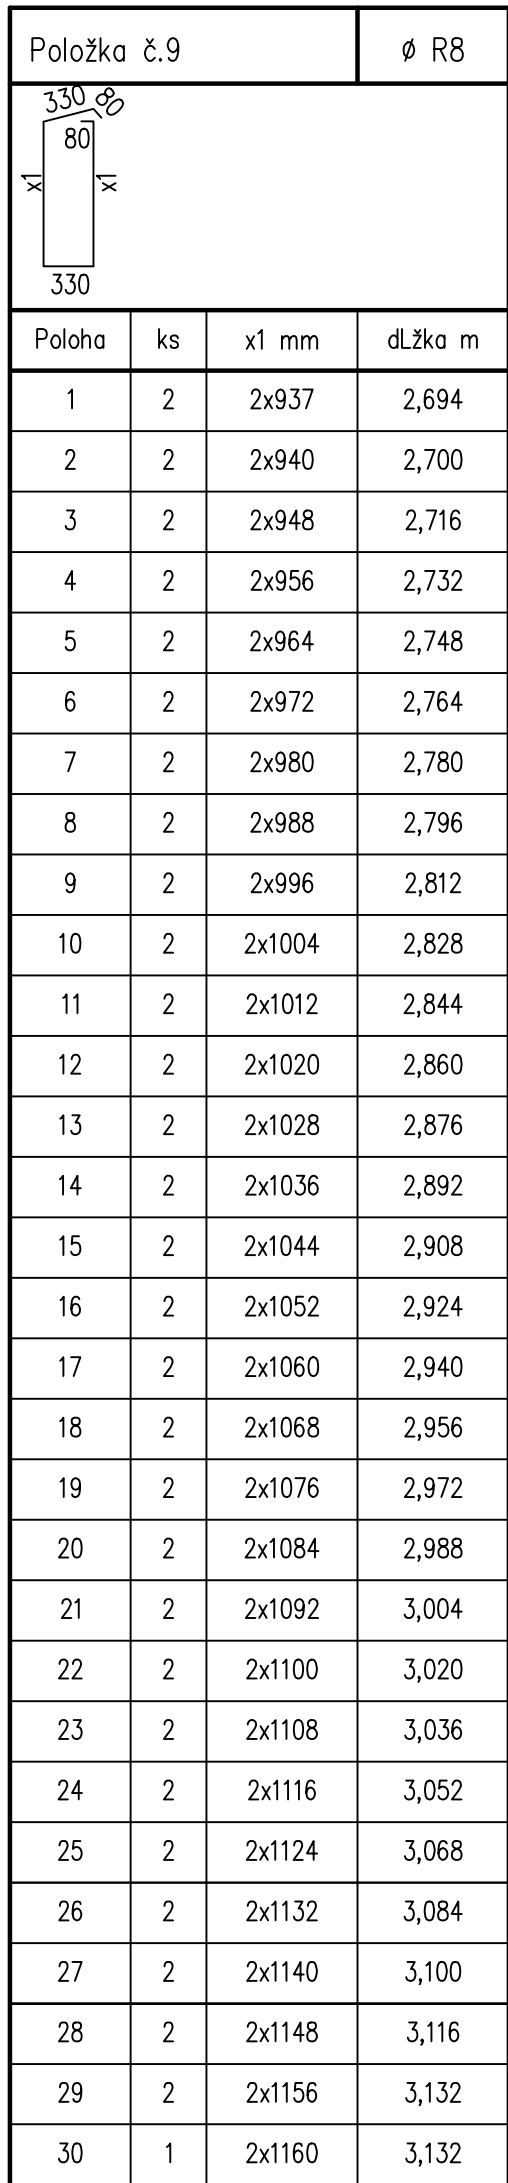 Položka č.9 ø R8
330 80
80
x1 x1
330
Poloha ks x1 mm dLžka m
1 2 2x937 2,694
2 2 2x940 2,700
3 2 2x948 2,716
4 2 2x956 2,732
5 2 2x964 2,748
6 2 2x972 2,764
7 2 2x980 2,780
8 2 2x988 2,796
9 2 2x996 2,812
10 2 2x1004 2,828
11 2 2x1012 2,844
12 2 2x1020 2,860
13 2 2x1028 2,876
14 2 2x1036 2,892
15 2 2x1044 2,908
16 2 2x1052 2,924
17 2 2x1060 2,940
18 2 2x1068 2,956
19 2 2x1076 2,972
20 2 2x1084 2,988
21 2 2x1092 3,004
22 2 2x1100 3,020
23 2 2x1108 3,036
24 2 2x1116 3,052
25 2 2x1124 3,068
26 2 2x1132 3,084
27 2 2x1140 3,100
28 2 2x1148 3,116
29 2 2x1156 3,132
30 1 2x1160 3,132